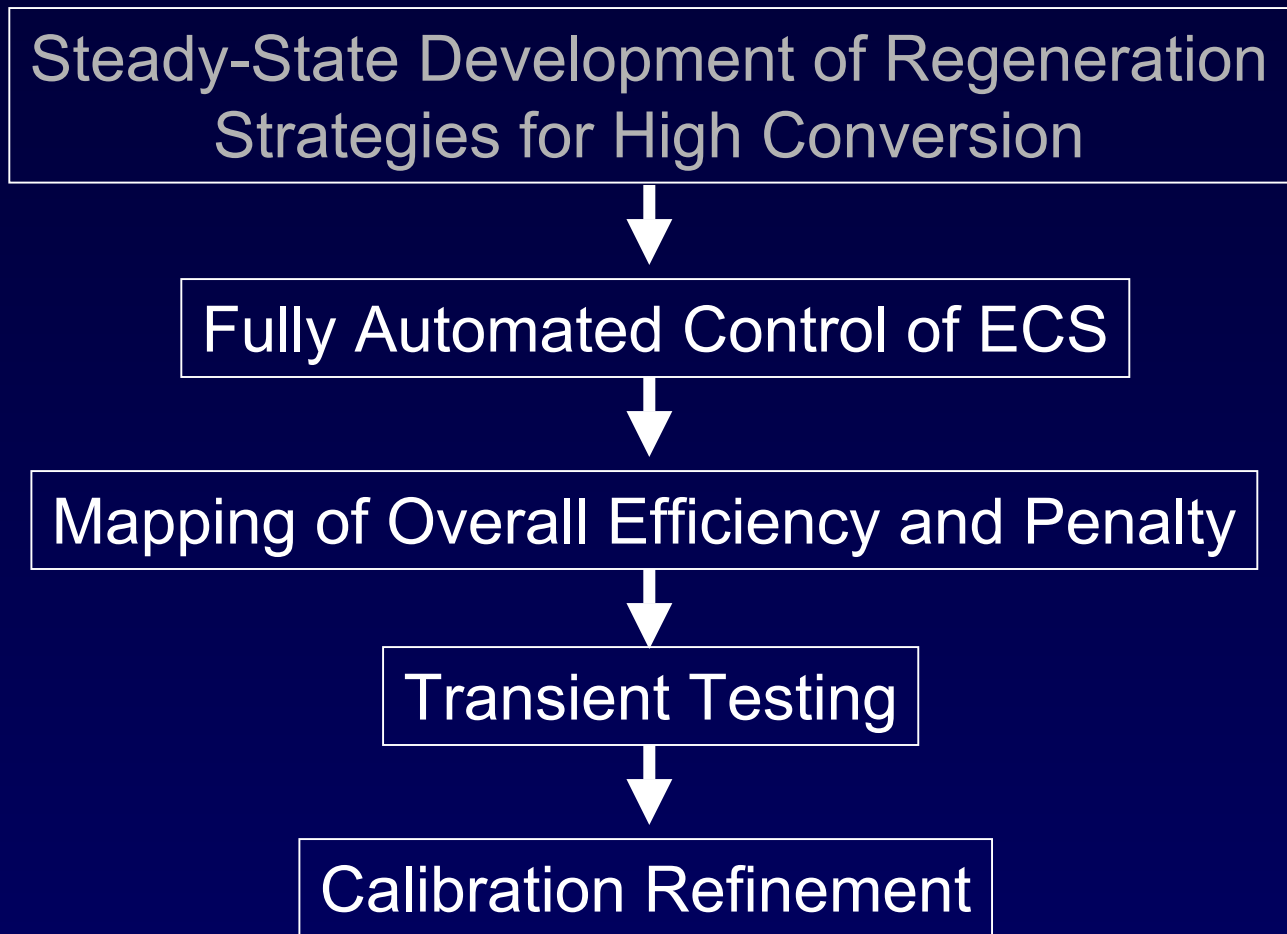 Steady-State Development of Regeneration
Strategies for High Conversion
Fully Automated Control of ECS
Mapping of Overall Efficiency and Penalty
Transient Testing
Calibration Refinement